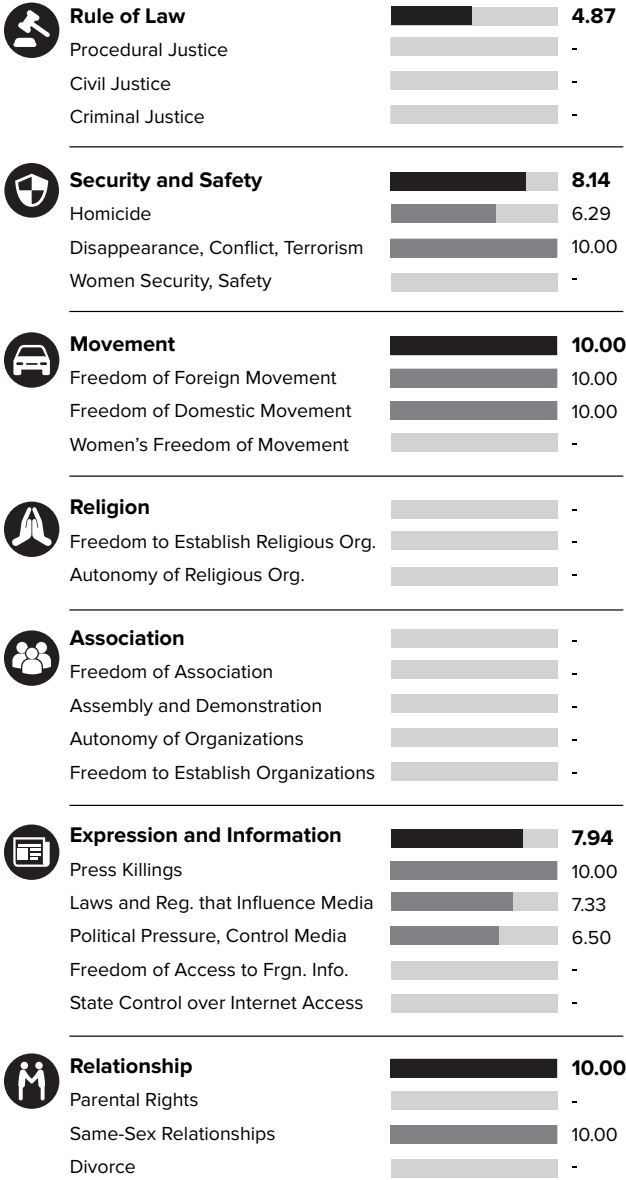 Rule of Law 4.87
Procedural Justice -
Civil Justice -
Criminal Justice -
Security and Safety 8.14
Homicide 6.29
Disappearance, Conflict, Terrorism 10.00
Women Security, Safety -
Movement 10.00
Freedom of Foreign Movement 10.00
Freedom of Domestic Movement 10.00
Women's Freedom of Movement -
Religion -
Freedom to Establish Religious Org. -
Autonomy of Religious Org. -
Association -
Freedom of Association -
Assembly and Demonstration -
Autonomy of Organizations -
Freedom to Establish Organizations -
Expression and Information 7.94
Press Killings 10.00
Laws and Reg. that Influence Media 7.33
Political Pressure, Control Media 6.50
Freedom of Access to Frgn. Info. -
State Control over Internet Access -
Relationship 10.00
Parental Rights -
Same-Sex Relationships 10.00
Divorce -